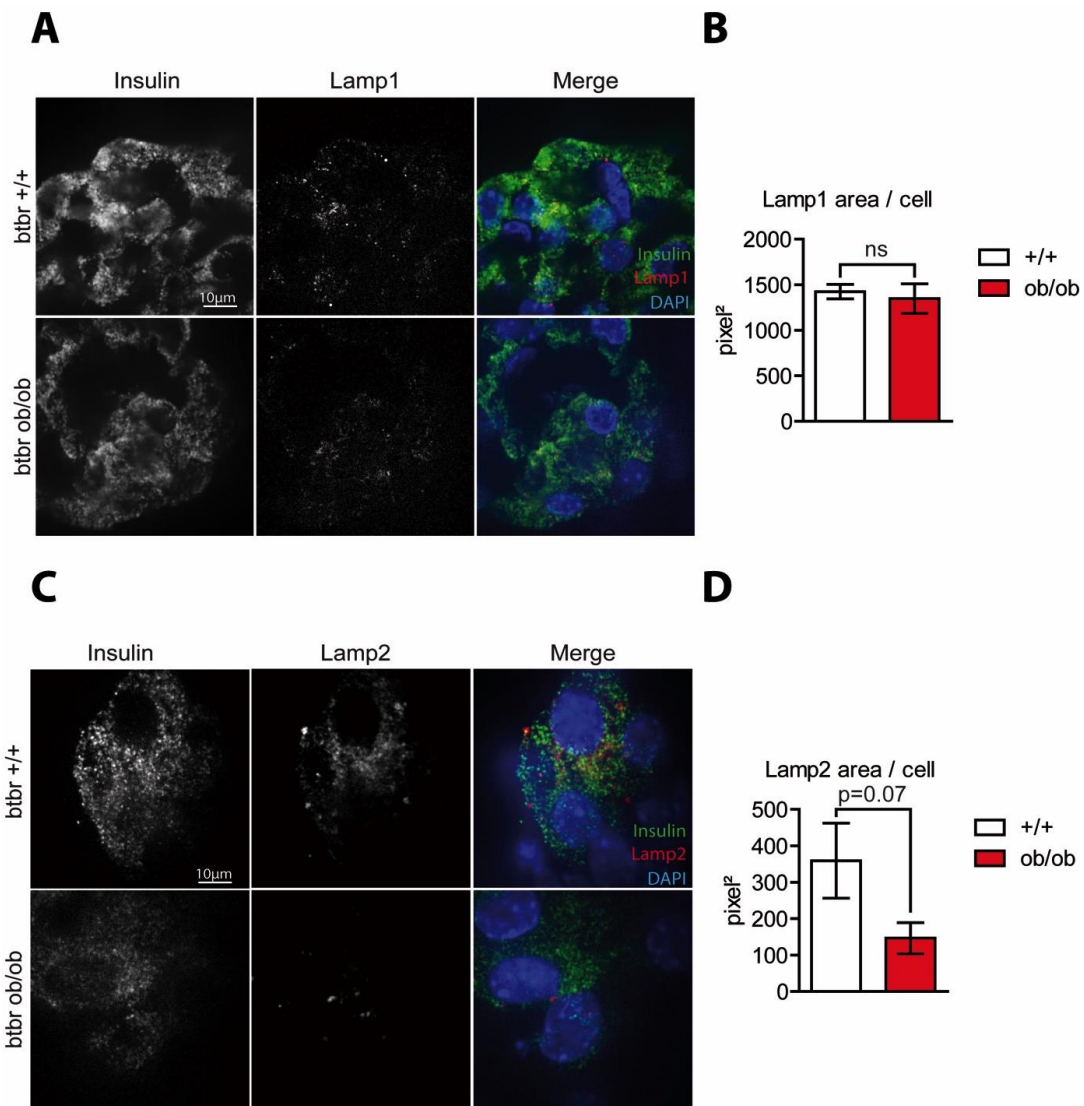 A
B
Insulin Lamp1 Merge
btbr +/+
Insulin
Lamp1
DAPI
10μm
btbr ob/ob
Lamp1 area / cell
2000
1500
1000
500
0
pixel²
ns
+/+
ob/ob
C
D
Insulin Lamp2 Merge
btbr +/+
Insulin
Lamp2
DAPI
10μm
btbr ob/ob
Lamp2 area / cell
p=0.07
500
400
300
200
100
0
pixel²
+/+
ob/ob